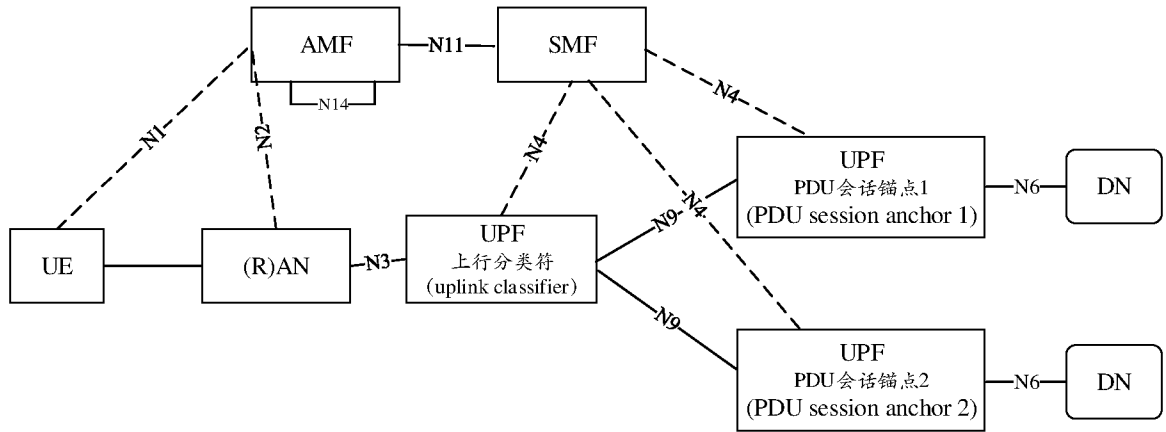 AMF
N11
SMF
N14
N4
N1
N2
N4
UPF
PDU会话锚点1
(PDU session anchor 1)
N6
DN
N4
N9
UE
(R)AN
N3
UPF
上行分类符
(uplink classifier)
N9
UPF
PDU会话锚点2
(PDU session anchor 2)
N6
DN